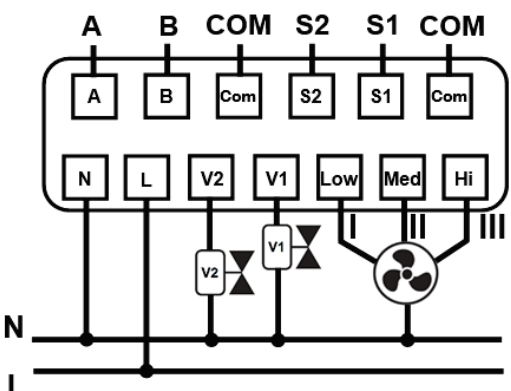 A B COM S2 S1 COM
A B Com S2 S1 Com
N L V2 V1 Low Med Hi
I II III
V1
V2
N
L